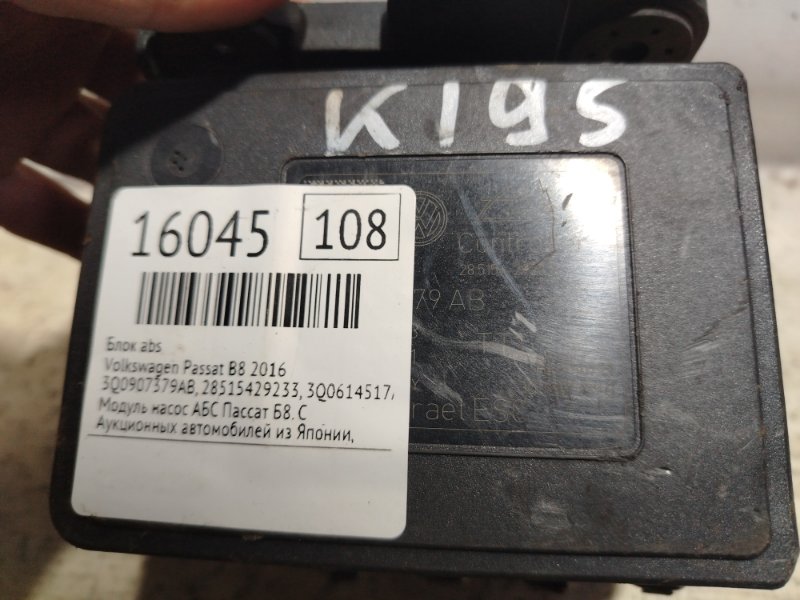 K195
16045 108
Блок abs
Volkswagen Passat B8 2016
3Q0907379AB, 28515429233, 3Q0614517
Модуль насос АБС Пассат Б8. С
Аукционных автомобилей из Японии,
79 AB